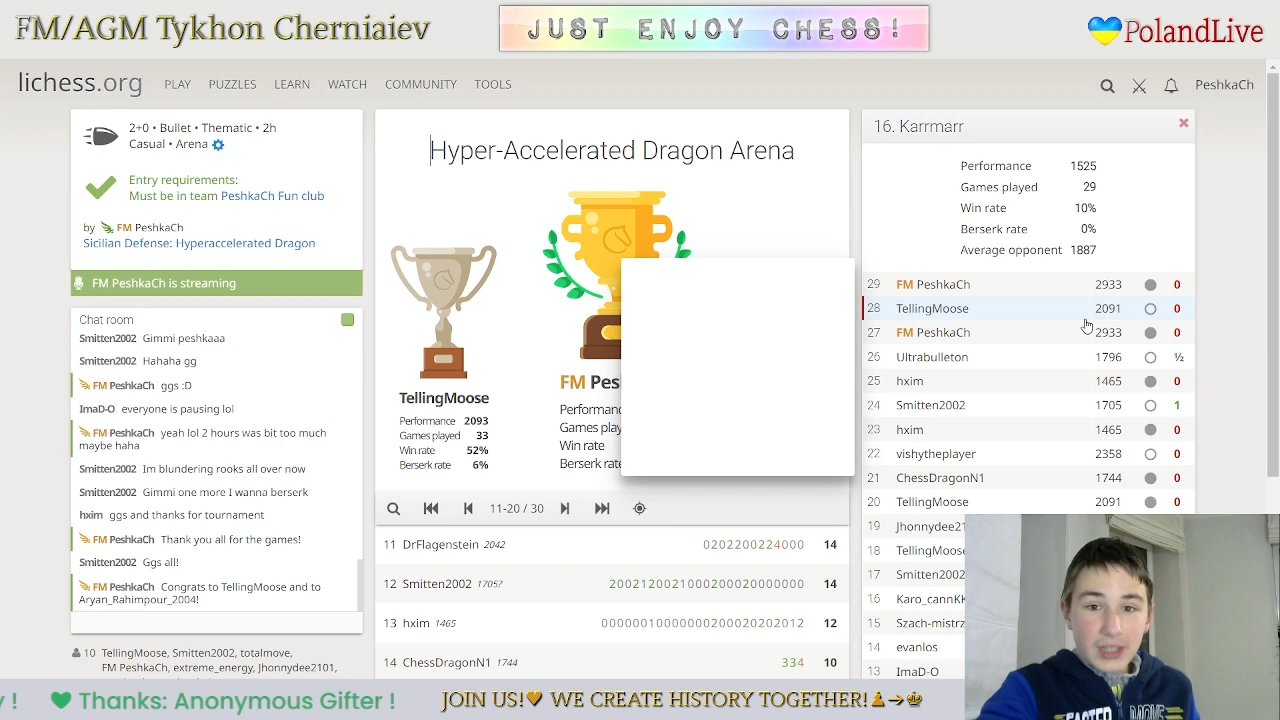 FM/AGM Tykhon Cherniaiev
JUST ENJOY CHESS!
PolandLive
lichess.org
PLAY
PUZZLES
LEARN
WATCH
COMMUNITY
TOOLS
PeshkaCh
2+0 • Bullet • Thematic • 2h
Casual • Arena
Entry requirements:
Must be in team PeshkaCh Fun club
by FM PeshkaCh
Sicilian Defense: Hyperaccelerated Dragon
FM PeshkaCh is streaming
Chat room
Smitten2002 Gimmi peshkaaa
Smitten2002 Hahaha gg
FM PeshkaCh ggs :D
ImaD-O everyone is pausing lol
FM PeshkaCh yeah lol 2 hours was bit too much
maybe haha
Smitten2002 Im blundering rooks all over now
Smitten2002 Gimmi one more I wanna berserk
hxim ggs and thanks for tournament
FM PeshkaCh Thank you all for the games!
Smitten2002 Ggs all!
FM PeshkaCh Congrats to TellingMoose and to
Aryan_Rahimpour_2004!
10 TellingMoose, Smitten2002, totalmove,
FM PeshkaCh, extreme_energy, Jhonnydee2101,
Hyper-Accelerated Dragon Arena
TellingMoose
Performance 2093
Games played 33
Win rate 52%
Berserk rate 6%
FM Pes
Performance
Games play
Win rate
Berserk rate
11-20 / 30
11 DrFlagenstein 2042 0202200224000 14
12 Smitten2002 1705? 200212002100020002000000 14
13 hxim 1465 0000001000000020002020201 2 12
14 ChessDragonN1 1744 334 10
16. Karrmarr
Performance 1525
Games played 29
Win rate 10%
Berserk rate 0%
Average opponent 1887
29 FM PeshkaCh 2933 0
28 TellingMoose 2091 0
27 FM PeshkaCh 2933 0
26 Ultrabulleton 1796 ½
25 hxim 1465 0
24 Smitten2002 1705 1
23 hxim 1465 0
22 vishytheplayer 2358 0
21 ChessDragonN1 1744 0
20 TellingMoose 2091 0
19 Jhonnydee21
18 TellingMoose
17 Smitten2002
16 Karo_cannK
15 Szach-mistrz
14 evanlos
13 ImaD-O
FASTER
MOVE
y !
Thanks: Anonymous Gifter !
JOIN US! WE CREATE HISTORY TOGETHER!